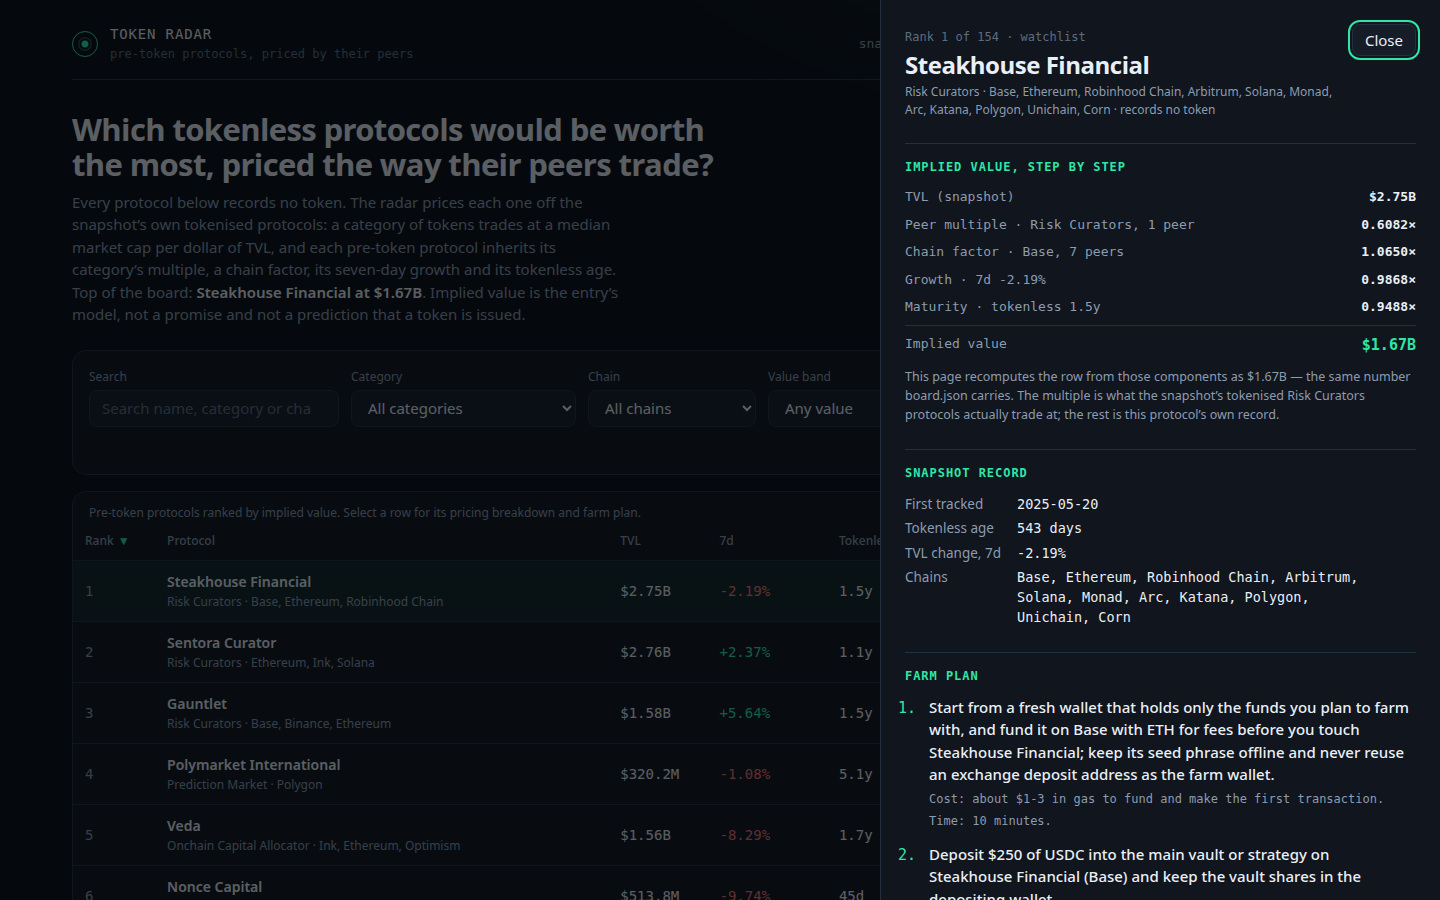 TOKEN RADAR
pre-token protocols, priced by their peers
Which tokenless protocols would be worth
the most, priced the way their peers trade?
Every protocol below records no token. The radar prices each one off the
snapshot's own tokenised protocols: a category of tokens trades at a median
market cap per dollar of TVL, and each pre-token protocol inherits its
category's multiple, a chain factor, its seven-day growth and its tokenless age.
Top of the board: Steakhouse Financial at $1.67B. Implied value is the entry's
model, not a promise and not a prediction that a token is issued.
Search
Category
Chain
Value band
Search name, category or cha
All categories
All chains
Any value
Pre-token protocols ranked by implied value. Select a row for its pricing breakdown and farm plan.
Rank ▼
Protocol
TVL
7d
1
Steakhouse Financial
Risk Curators · Base, Ethereum, Robinhood Chain
$2.75B
-2.19%
1.5y
2
Sentora Curator
Risk Curators · Ethereum, Ink, Solana
$2.76B
+2.37%
1.1y
3
Gauntlet
Risk Curators · Base, Binance, Ethereum
$1.58B
+5.64%
1.5y
4
Polymarket International
Prediction Market · Polygon
$320.2M
-1.08%
5.1y
5
Veda
Onchain Capital Allocator · Ink, Ethereum, Optimism
$1.56B
-8.29%
1.7y
6
Nonce Capital
$513.8M
-9.74%
45d
Rank 1 of 154 · watchlist
Close
Steakhouse Financial
Risk Curators · Base, Ethereum, Robinhood Chain, Arbitrum, Solana, Monad,
Arc, Katana, Polygon, Unichain, Corn · records no token
IMPLIED VALUE, STEP BY STEP
TVL (snapshot) $2.75B
Peer multiple · Risk Curators, 1 peer 0.6082×
Chain factor · Base, 7 peers 1.0650×
Growth · 7d -2.19% 0.9868×
Maturity · tokenless 1.5y 0.9488×
Implied value $1.67B
This page recomputes the row from those components as $1.67B — the same number
board.json carries. The multiple is what the snapshot's tokenised Risk Curators
protocols actually trade at; the rest is this protocol's own record.
SNAPSHOT RECORD
First tracked 2025-05-20
Tokenless age 543 days
TVL change, 7d -2.19%
Chains Base, Ethereum, Robinhood Chain, Arbitrum,
Solana, Monad, Arc, Katana, Polygon,
Unichain, Corn
FARM PLAN
1. Start from a fresh wallet that holds only the funds you plan to farm
with, and fund it on Base with ETH for fees before you touch
Steakhouse Financial; keep its seed phrase offline and never reuse
an exchange deposit address as the farm wallet.
Cost: about $1-3 in gas to fund and make the first transaction.
Time: 10 minutes.
2. Deposit $250 of USDC into the main vault or strategy on
Steakhouse Financial (Base) and keep the vault shares in the
depositing wallet.